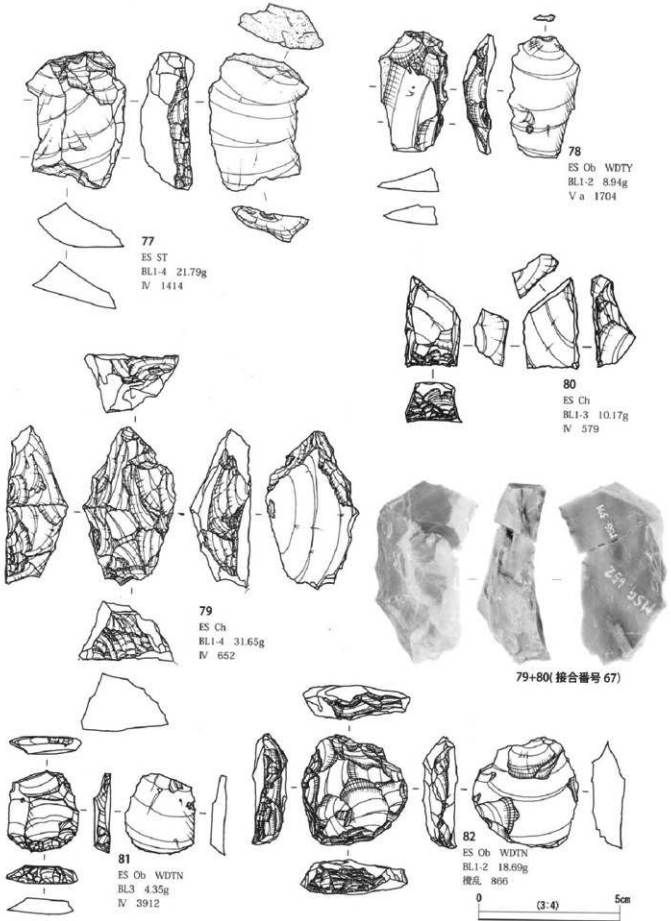 77
ES ST
BL1-4 21.79g
Ⅳ 1414
78
ES Ob WDTY
BL1-2 8.94g
Ⅴa 1704
80
ES Ch
BL1-3 10.17g
Ⅳ 579
79
ES Ch
BL1-4 31.65g
Ⅳ 652
79+80(接合番号 67)
81
ES Ob WDTN
BL3 4.35g
Ⅳ 3912
82
ES Ob WDTN
BL1-2 18.69g
攪乱 866
0 (3:4) 5cm